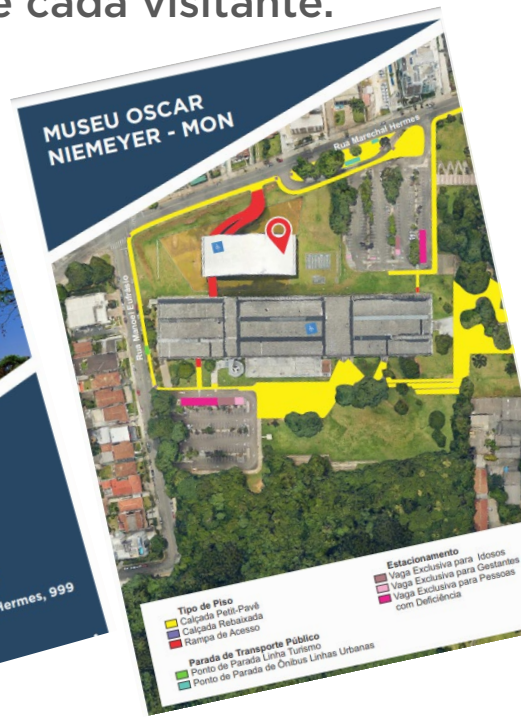 e cada visitante.
MUSEU OSCAR
NIEMEYER - MON
Rua Marechal Hermes
Rua Manoel Eufrásio
Hermes, 999
Tipo de Piso
Calçada Petit-Pavê
Calçada Rebaixada
Rampa de Acesso
Parada de Transporte Público
Ponto de Parada Linha Turismo
Ponto de Parada de Ônibus Linhas Urbanas
Estacionamento
Vaga Exclusiva para Idosos
Vaga Exclusiva para Gestantes
Vaga Exclusiva para Pessoas
com Deficiência